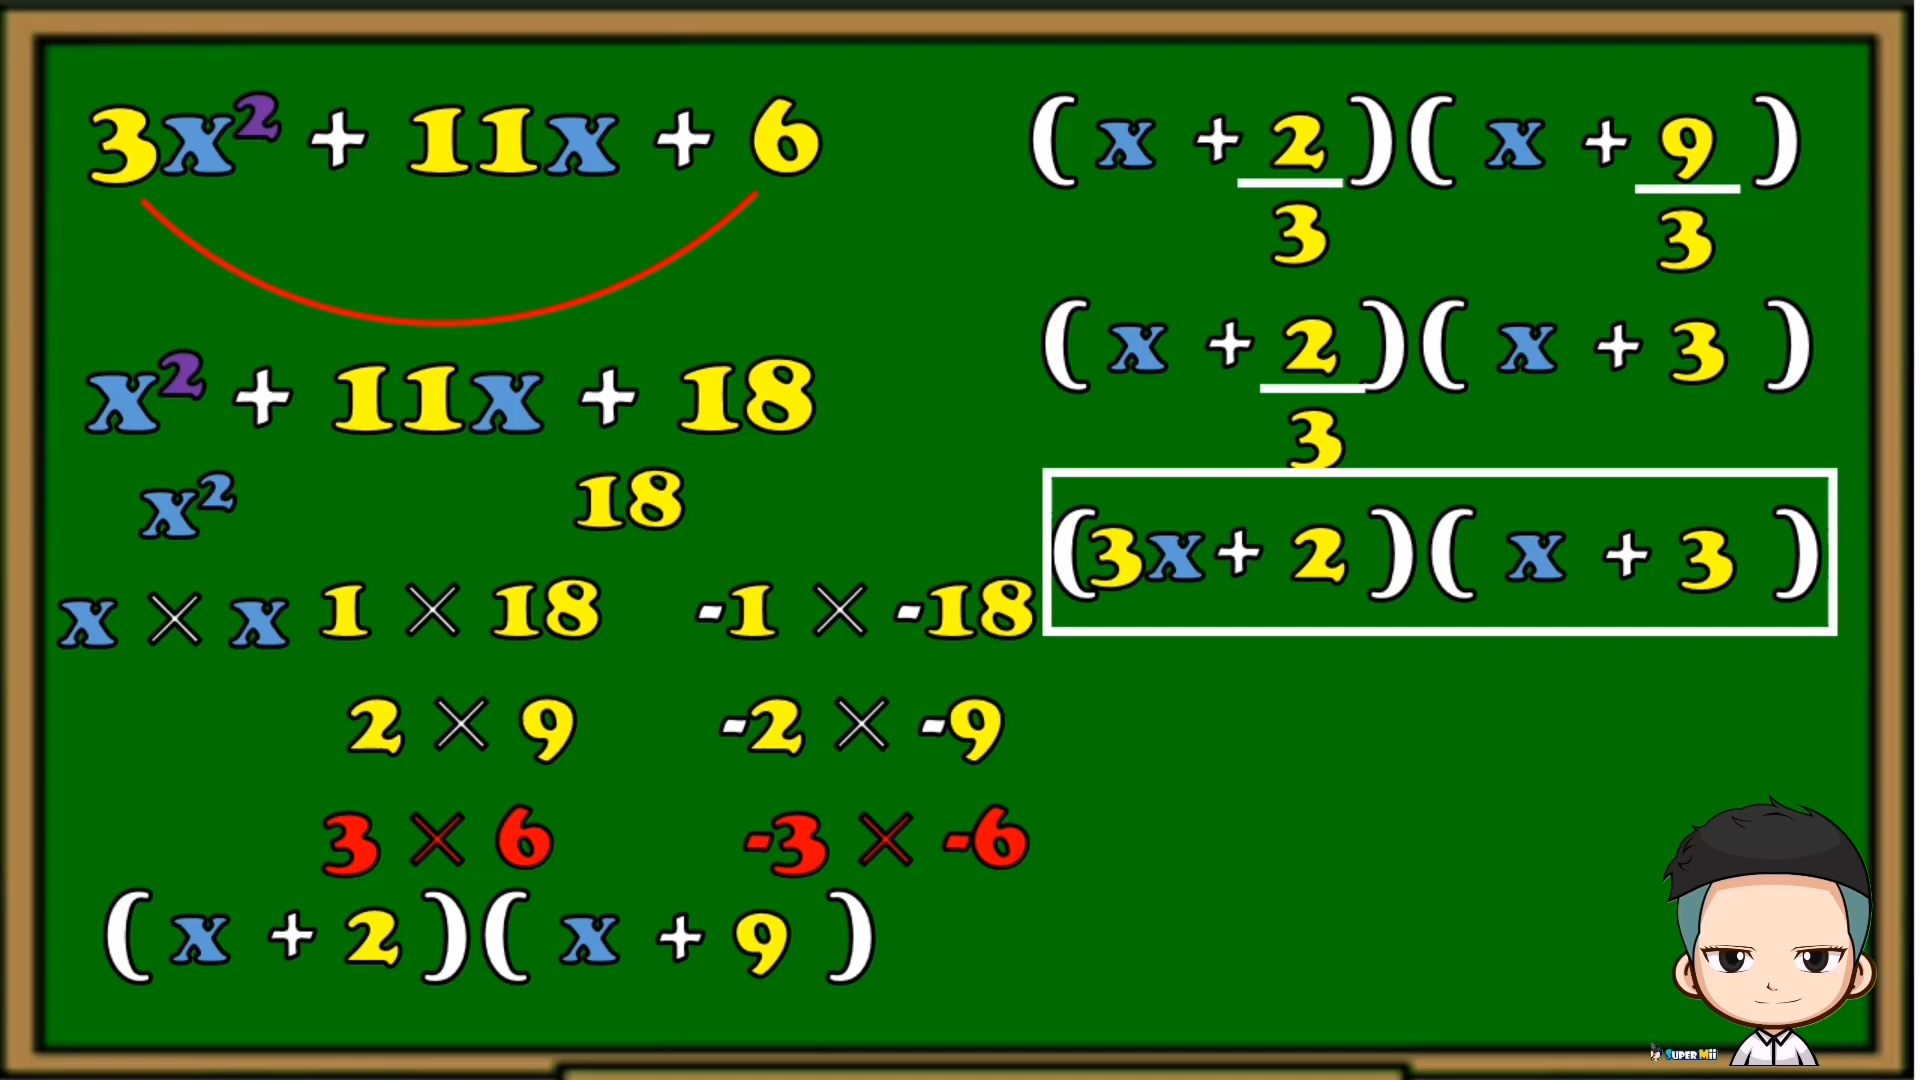 3x² + 11x + 6
x² + 11x + 18
x² 18
x × x 1 × 18 -1 × -18
2 × 9 -2 × -9
3 × 6 -3 × -6
( x + 2 )( x + 9 )
( x + 2/3 )( x + 9/3 )
( x + 2/3 )( x + 3 )
(3x + 2 )( x + 3 )
SUPER Mii